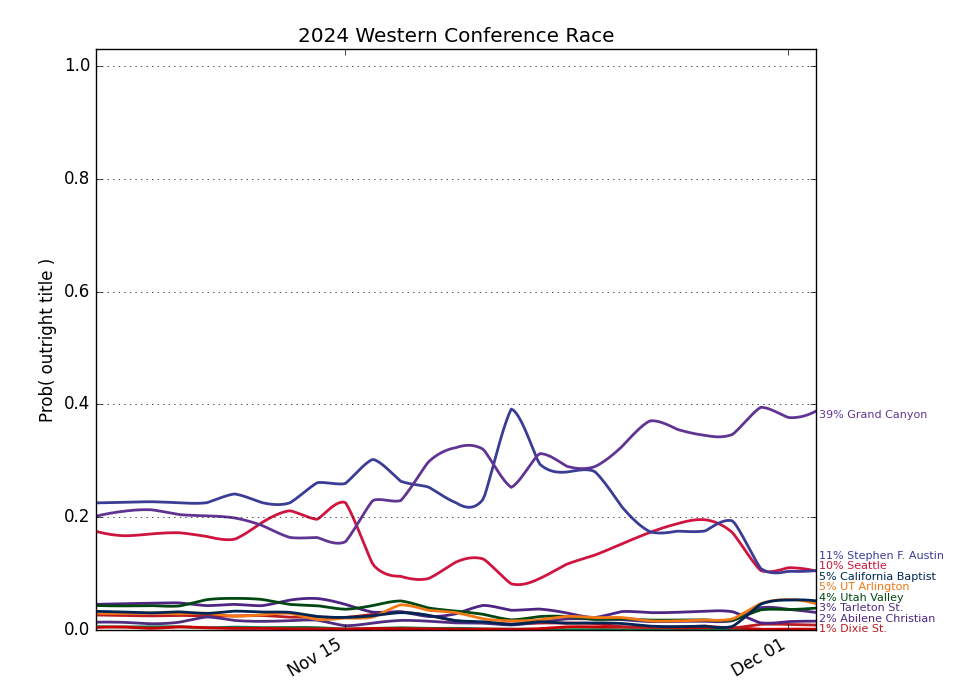 2024 Western Conference Race
Prob( outright title )
1.0
0.8
0.6
0.4
0.2
0.0
Nov 15
Dec 01
39% Grand Canyon
11% Stephen F. Austin
10% Seattle
5% California Baptist
5% UT Arlington
4% Utah Valley
3% Tarleton St.
2% Abilene Christian
1% Dixie St.